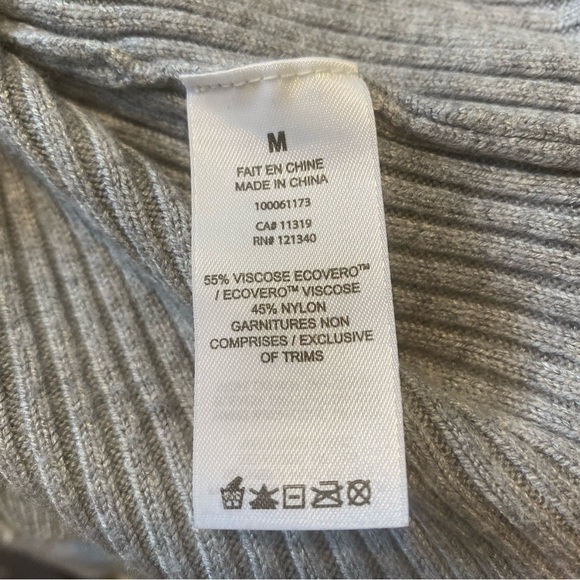 M
FAIT EN CHINE
MADE IN CHINA
100061173
CA# 11319
RN# 121340
55% VISCOSE ECOVERO™
/ ECOVERO™ VISCOSE
45% NYLON
GARNITURES NON
COMPRISES / EXCLUSIVE
OF TRIMS